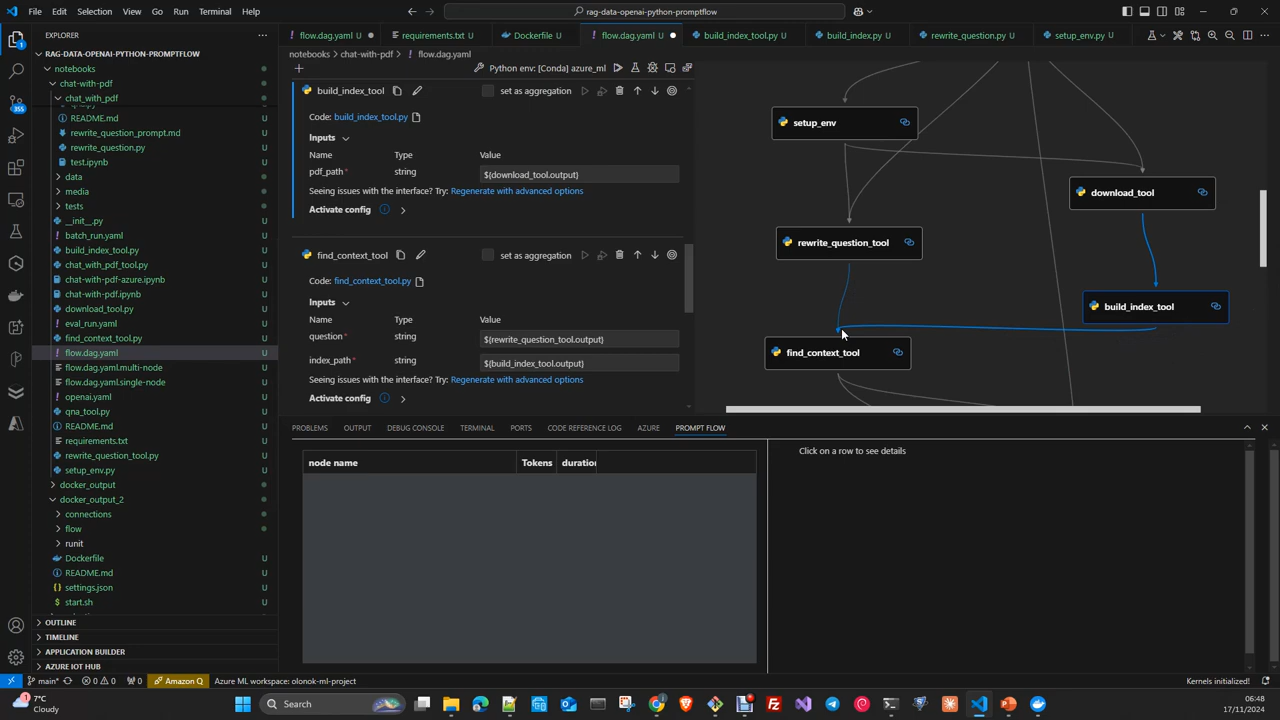 File Edit Selection View Go Run Terminal Help
rag-data-openai-python-promptflow
EXPLORER
RAG-DATA-OPENAI-PYTHON-PROMPTFLOW
notebooks
chat-with-pdf
chat_with_pdf
README.md U
rewrite_question_prompt.md U
rewrite_question.py U
test.ipynb U
data
media
tests
__init__.py U
batch_run.yaml U
build_index_tool.py U
chat_with_pdf_tool.py U
chat-with-pdf-azure.ipynb U
chat-with-pdf.ipynb U
download_tool.py U
eval_run.yaml U
find_context_tool.py U
flow.dag.yaml U
flow.dag.yaml.multi-node U
flow.dag.yaml.single-node U
openai.yaml U
qna_tool.py U
README.md U
requirements.txt U
rewrite_question_tool.py U
setup_env.py U
docker_output
docker_output_2
connections
flow
runit
Dockerfile U
README.md U
settings.json U
start.sh U
OUTLINE
TIMELINE
APPLICATION BUILDER
AZURE IOT HUB
355
flow.dag.yaml U
requirements.txt U
Dockerfile U
flow.dag.yaml U
build_index_tool.py U
build_index.py U
rewrite_question.py U
setup_env.py U
notebooks > chat-with-pdf > flow.dag.yaml
Python env: [Conda] azure_ml
build_index_tool set as aggregation
Code: build_index_tool.py
Inputs
Name Type Value
pdf_path* string ${download_tool.output}
Seeing issues with the interface? Try: Regenerate with advanced options
Activate config
find_context_tool set as aggregation
Code: find_context_tool.py
Inputs
Name Type Value
question* string ${rewrite_question_tool.output}
index_path* string ${build_index_tool.output}
Seeing issues with the interface? Try: Regenerate with advanced options
Activate config
setup_env
download_tool
rewrite_question_tool
build_index_tool
find_context_tool
PROBLEMS OUTPUT DEBUG CONSOLE TERMINAL PORTS CODE REFERENCE LOG AZURE PROMPT FLOW
node name Tokens duration
Click on a row to see details
main* 0 0 0 Amazon Q Azure ML workspace: olonok-ml-project Kernels initialized!
1
7°C
Cloudy
Search
06:48
17/11/2024